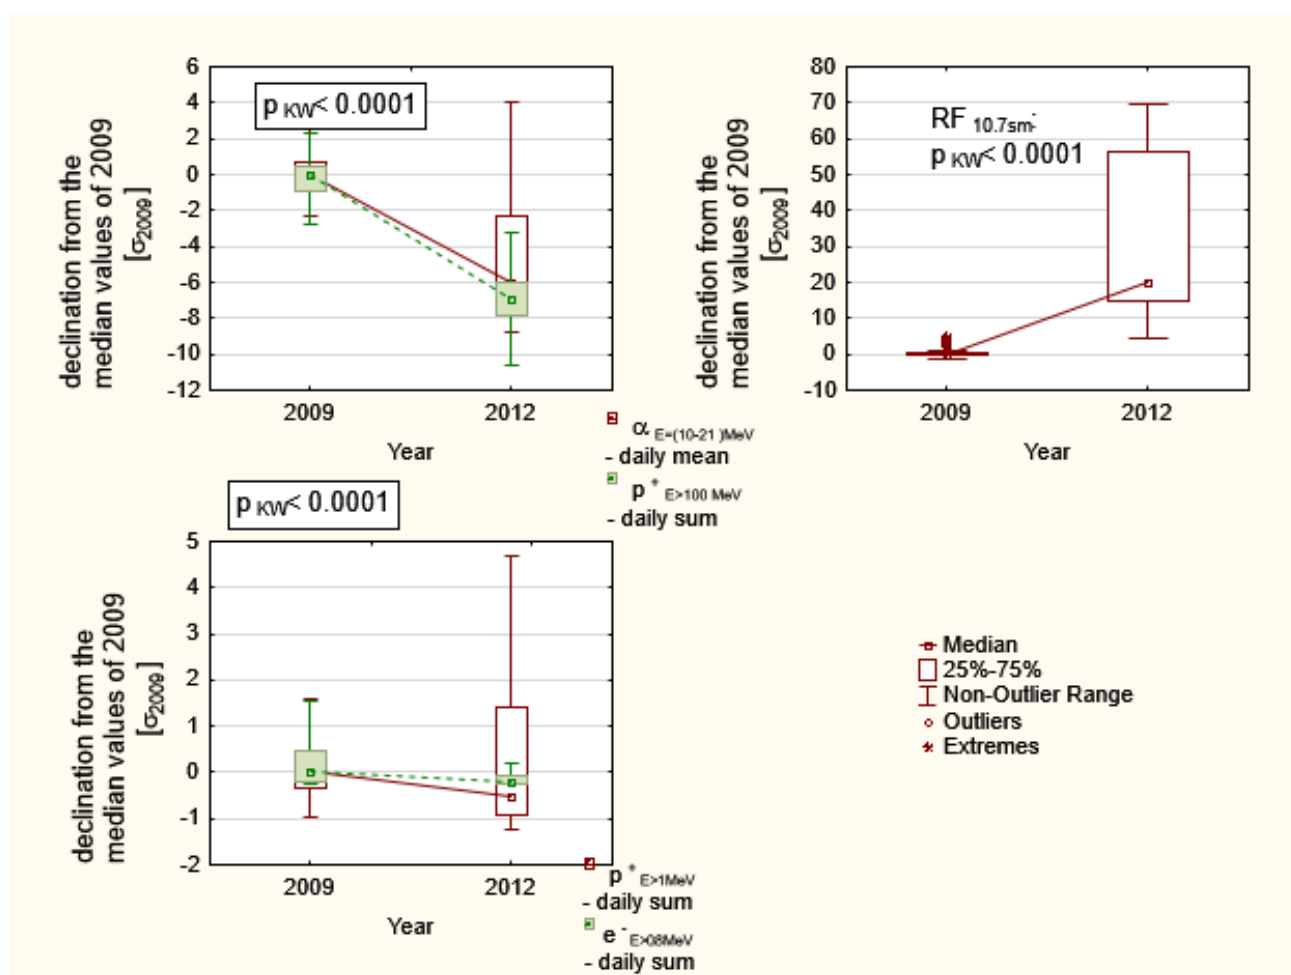 6
4
2
0
-2
-4
-6
-8
-10
-12
declination from the
median values of 2009
[σ2009]
p KW< 0.0001
2009 2012
Year
α E=(10-21 )MeV
- daily mean
p + E>100 MeV
- daily sum
80
70
60
50
40
30
20
10
0
-10
declination from the
median values of 2009
[σ2009]
RF 10.7sm-
p KW< 0.0001
2009 2012
Year
p KW< 0.0001
5
4
3
2
1
0
-1
-2
declination from the
median values of 2009
[σ2009]
2009 2012
Year
p + E>1MeV
- daily sum
e - E>08MeV
- daily sum
Median
25%-75%
Non-Outlier Range
Outliers
Extremes